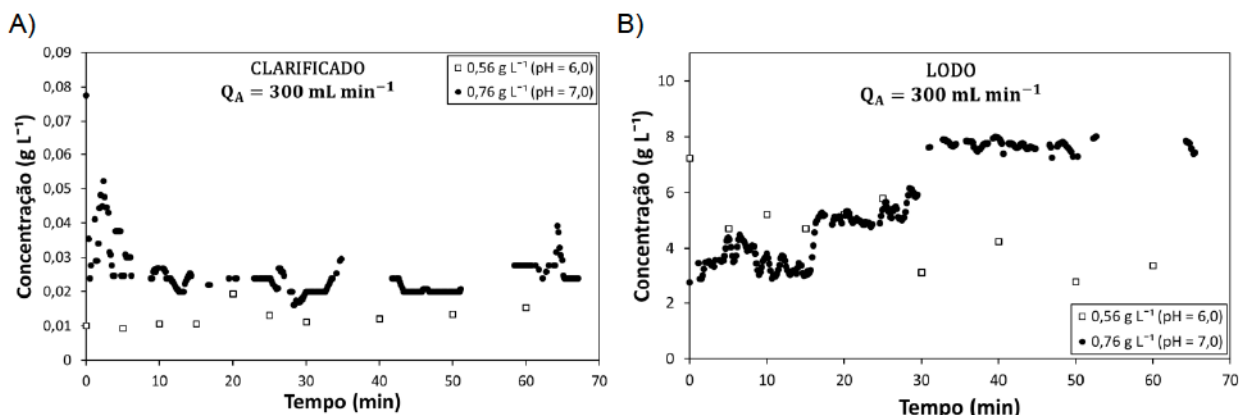 A)
CLARIFICADO
Q_A = 300 mL min⁻¹
□ 0,56 g L⁻¹ (pH = 6,0)
• 0,76 g L⁻¹ (pH = 7,0)
Concentração (g L⁻¹)
0,09
0,08
0,07
0,06
0,05
0,04
0,03
0,02
0,01
0
0 10 20 30 40 50 60 70
Tempo (min)
B)
LODO
Q_A = 300 mL min⁻¹
Concentração (g L⁻¹)
10
8
6
4
2
0
□ 0,56 g L⁻¹ (pH = 6,0)
• 0,76 g L⁻¹ (pH = 7,0)
0 10 20 30 40 50 60 70
Tempo (min)